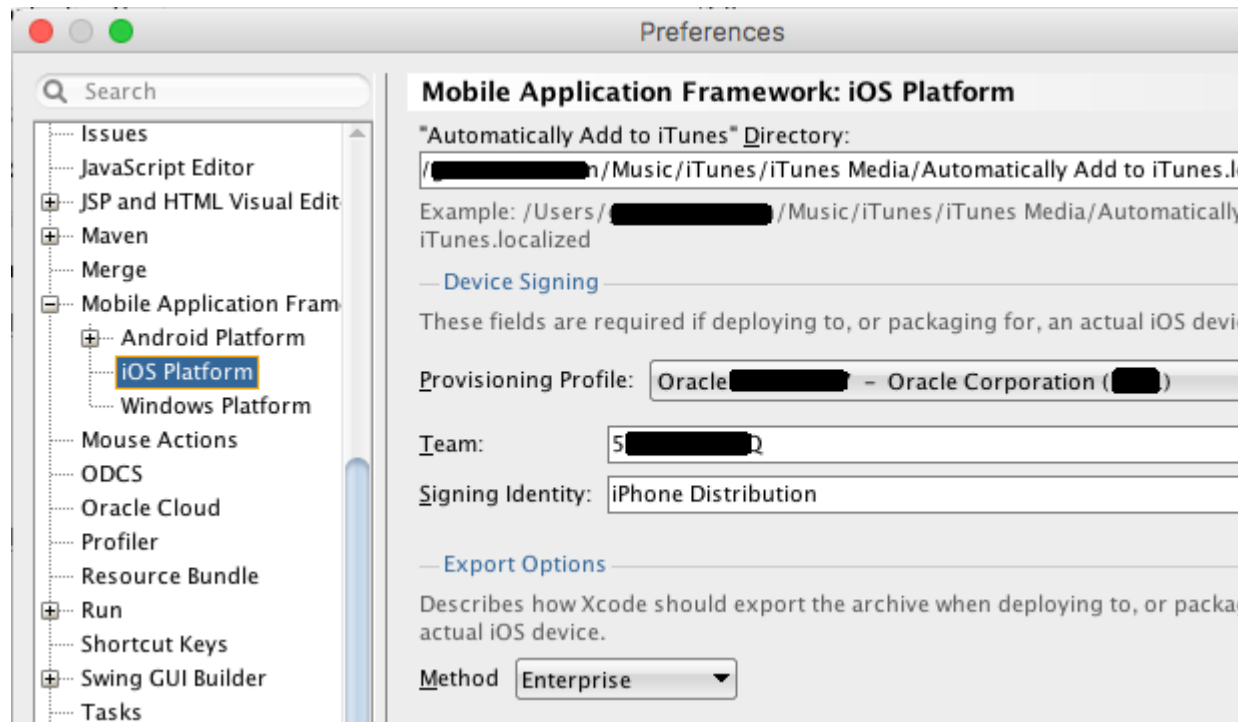 Preferences
Search
Issues
JavaScript Editor
JSP and HTML Visual Edit
Maven
Merge
Mobile Application Fram
Android Platform
iOS Platform
Windows Platform
Mouse Actions
ODCS
Oracle Cloud
Profiler
Resource Bundle
Run
Shortcut Keys
Swing GUI Builder
Tasks
Mobile Application Framework: iOS Platform
"Automatically Add to iTunes" Directory:
/ n/Music/iTunes/iTunes Media/Automatically Add to iTunes.l
Example: /Users/ /Music/iTunes/iTunes Media/Automatically
iTunes.localized
Device Signing
These fields are required if deploying to, or packaging for, an actual iOS devi
Provisioning Profile: Oracle – Oracle Corporation ( )
Team: 5 Q
Signing Identity: iPhone Distribution
Export Options
Describes how Xcode should export the archive when deploying to, or packa
actual iOS device.
Method Enterprise